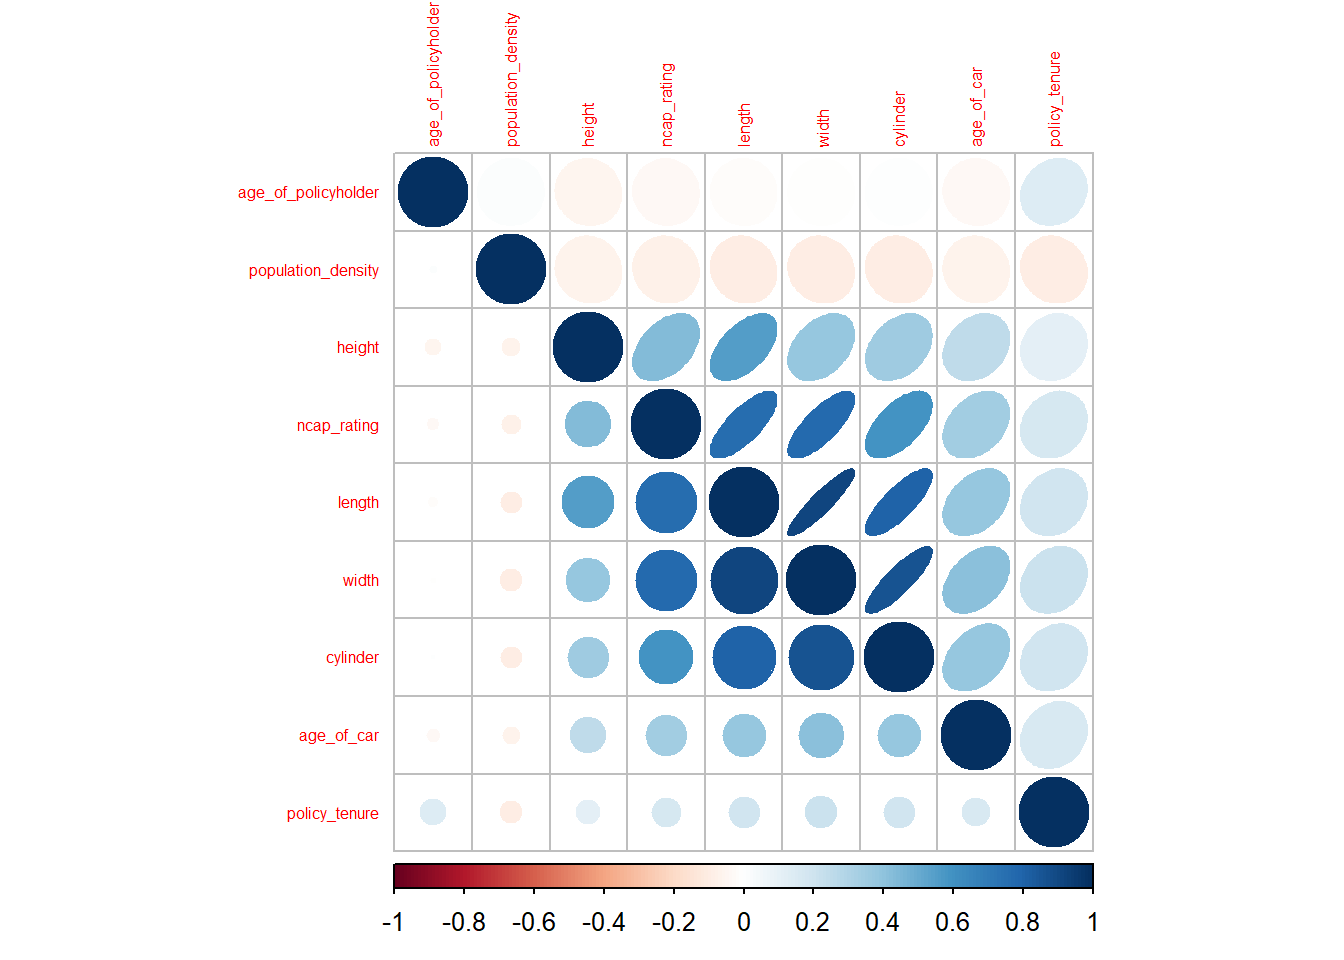 age_of_policyholder
population_density
height
ncap_rating
length
width
cylinder
age_of_car
policy_tenure
age_of_policyholder
population_density
height
ncap_rating
length
width
cylinder
age_of_car
policy_tenure
-1 -0.8 -0.6 -0.4 -0.2 0 0.2 0.4 0.6 0.8 1